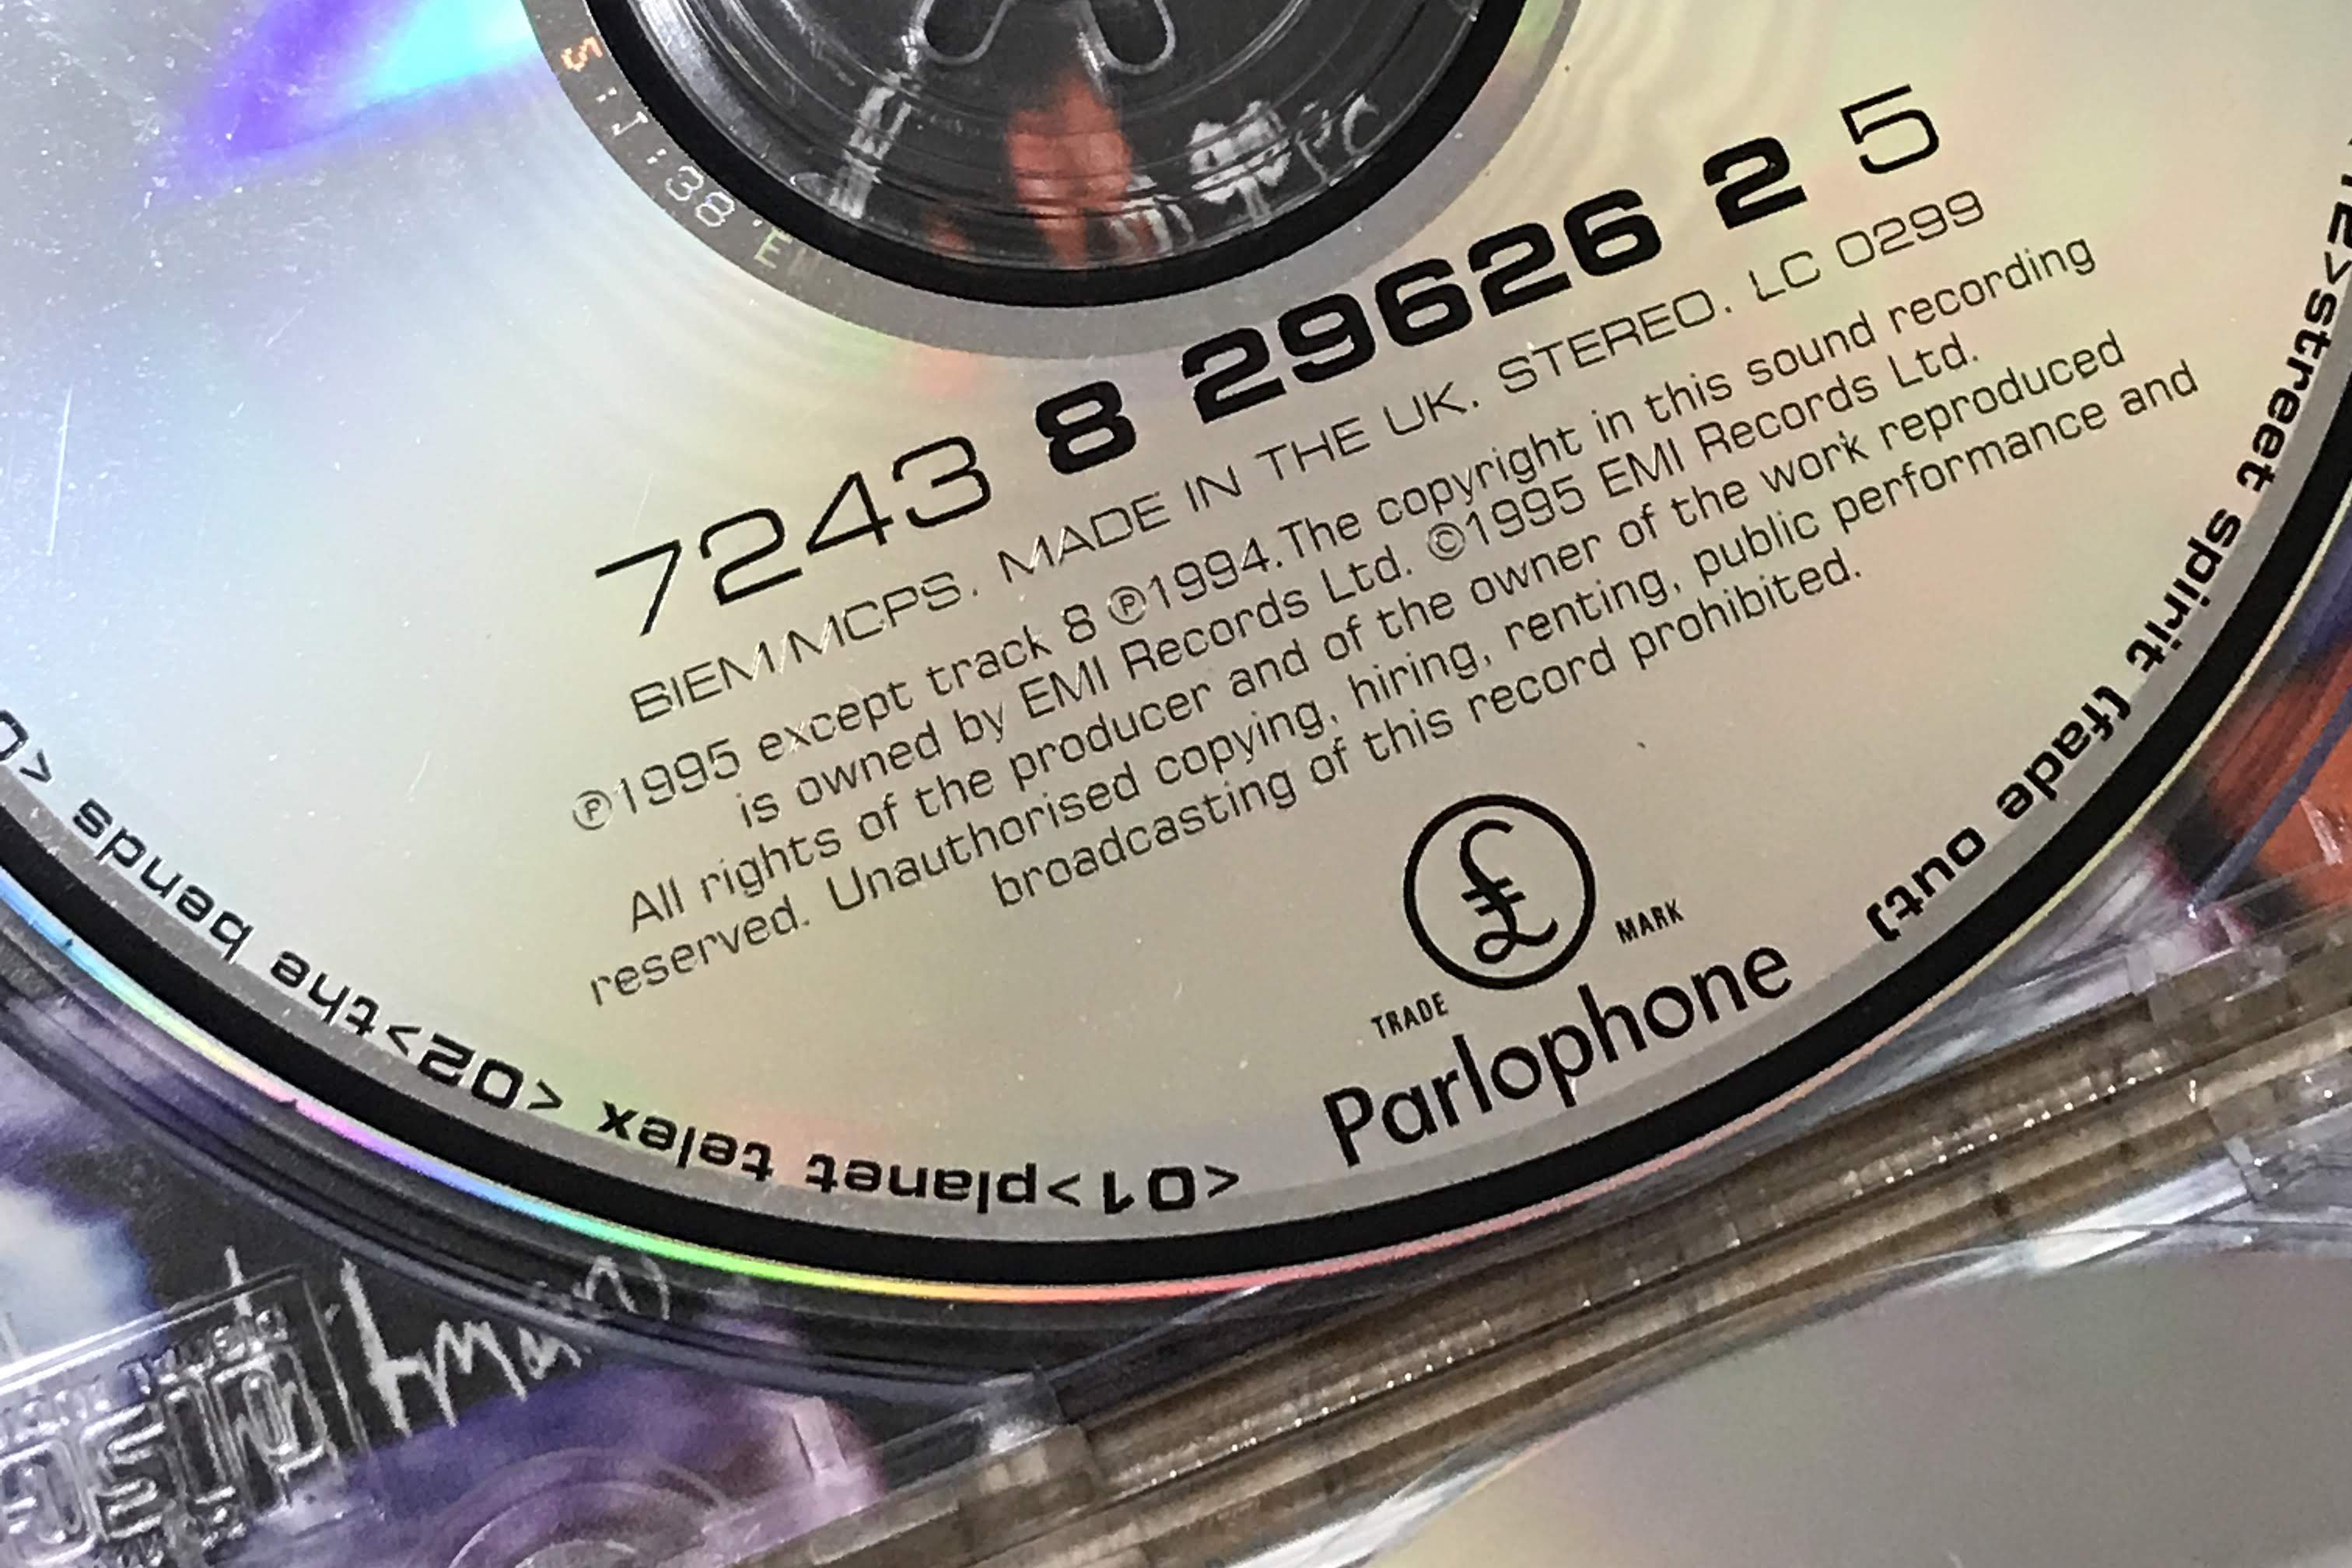 7243 8 29626 2 5
BIEM/MCPS. MADE IN THE UK. STEREO. LC 0299
℗1995 except track 8 ℗1994. The copyright in this sound recording
is owned by EMI Records Ltd. ©1995 EMI Records Ltd.
All rights of the producer and of the owner of the work reproduced
reserved. Unauthorised copying, hiring, renting, public performance and
broadcasting of this record prohibited.
£
TRADE MARK
Parlophone
<01>planet telex <02>the bends <0
2>street spirit (fade out)